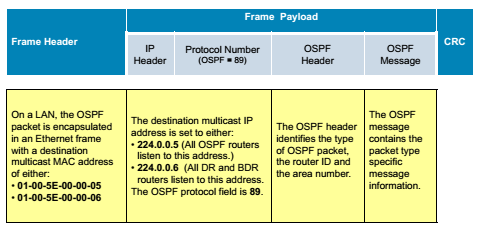 Frame Payload
Frame Header
CRC
IP
Header
Protocol Number
(OSPF = 89)
OSPF
Header
OSPF
Message
On a LAN, the OSPF
packet is encapsulated
in an Ethernet frame
with a destination
multicast MAC address
of either:
• 01-00-5E-00-00-05
• 01-00-5E-00-00-06
The destination multicast IP
address is set to either:
• 224.0.0.5 (All OSPF routers
listen to this address.)
• 224.0.0.6 (All DR and BDR
routers listen to this address.
The OSPF protocol field is 89.
The OSPF header
identifies the type
of OSPF packet,
the router ID and
the area number.
The OSPF
message
contains the
packet type
specific
message
information.